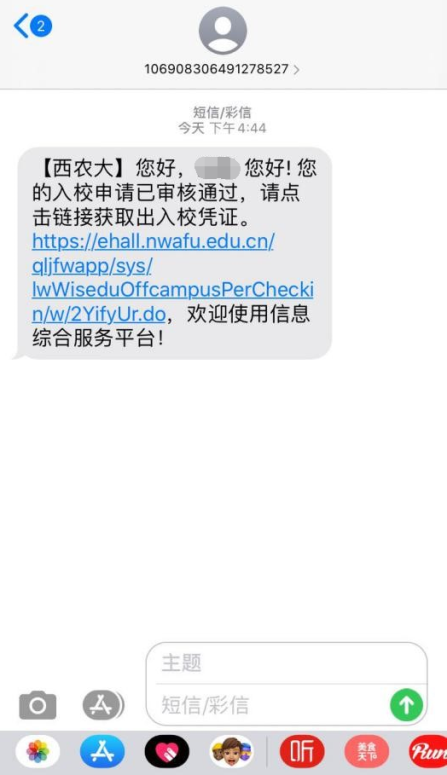 2
106908306491278527 >
短信/彩信
今天 下午4:44
【西农大】您好， 您好! 您
的入校申请已审核通过，请点
击链接获取出入校凭证。
https://ehall.nwafu.edu.cn/
qljfwapp/sys/
lwWiseduOffcampusPerChecki
n/w/2YifyUr.do，欢迎使用信息
综合服务平台！
主题
短信/彩信
听
美食
天下
Run